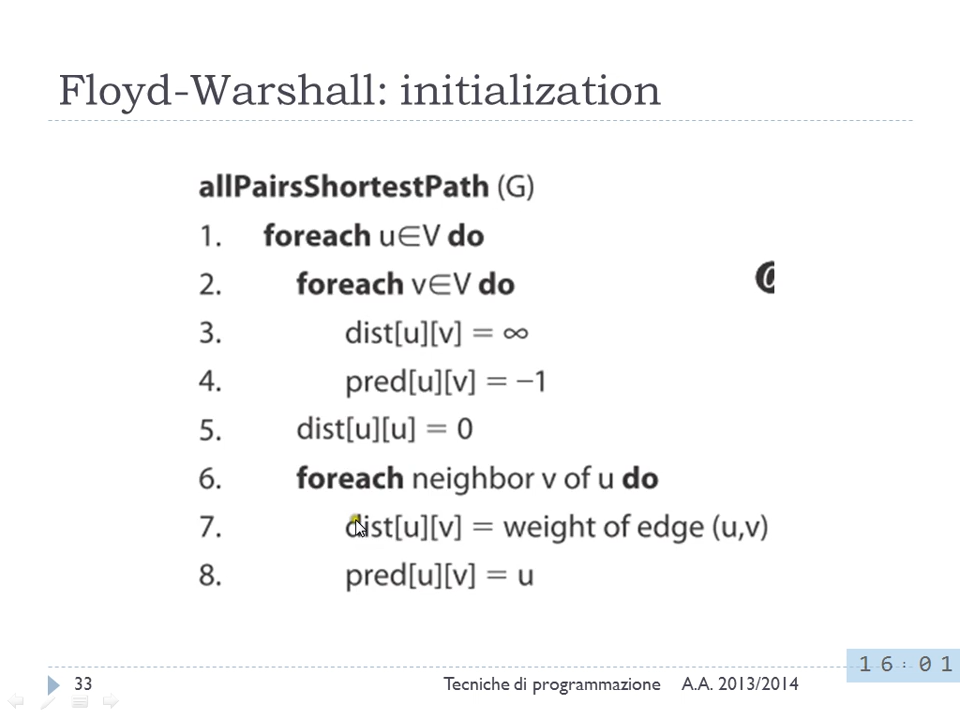 Floyd-Warshall: initialization
allPairsShortestPath (G)
1. foreach u∈V do
2. foreach v∈V do
3. dist[u][v] = ∞
4. pred[u][v] = −1
5. dist[u][u] = 0
6. foreach neighbor v of u do
7. dist[u][v] = weight of edge (u,v)
8. pred[u][v] = u
33 Tecniche di programmazione A.A. 2013/2014
16:01